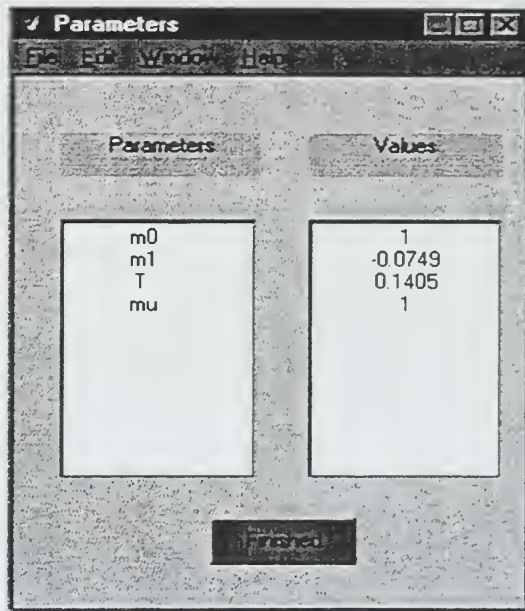 Parameters
File Edit Window Help
Parameters Values
m0 1
m1 -0.0749
T 0.1405
mu 1
Finished